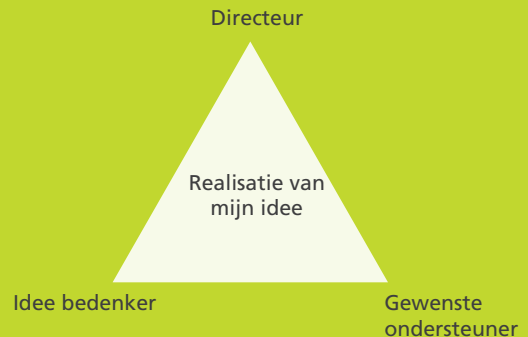 Directeur
Realisatie van
mijn idee
Idee bedenker
Gewenste
ondersteuner